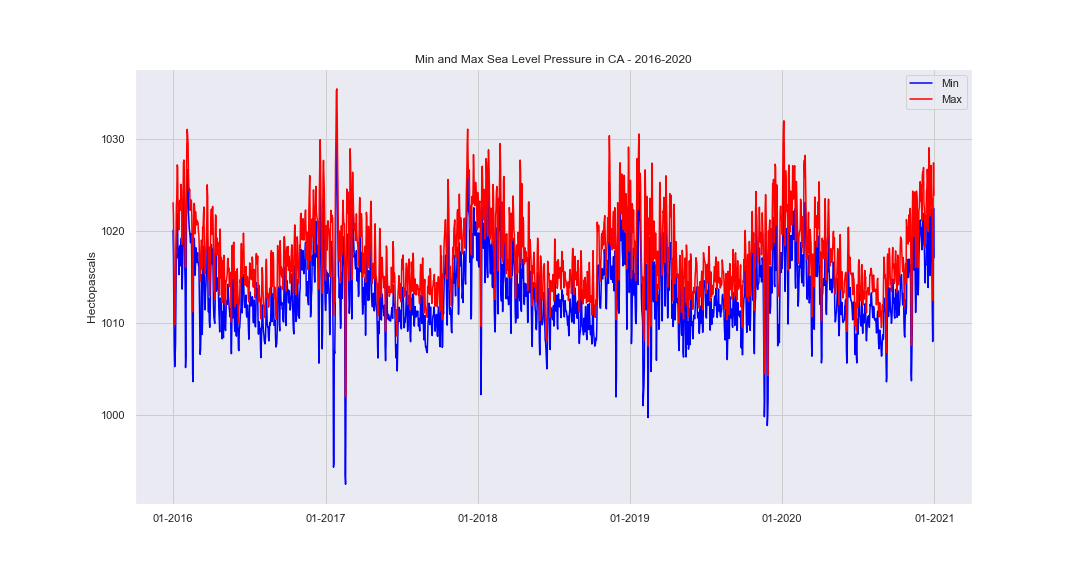 Min and Max Sea Level Pressure in CA - 2016-2020
Min
Max
Hectopascals
1030
1020
1010
1000
01-2016
01-2017
01-2018
01-2019
01-2020
01-2021